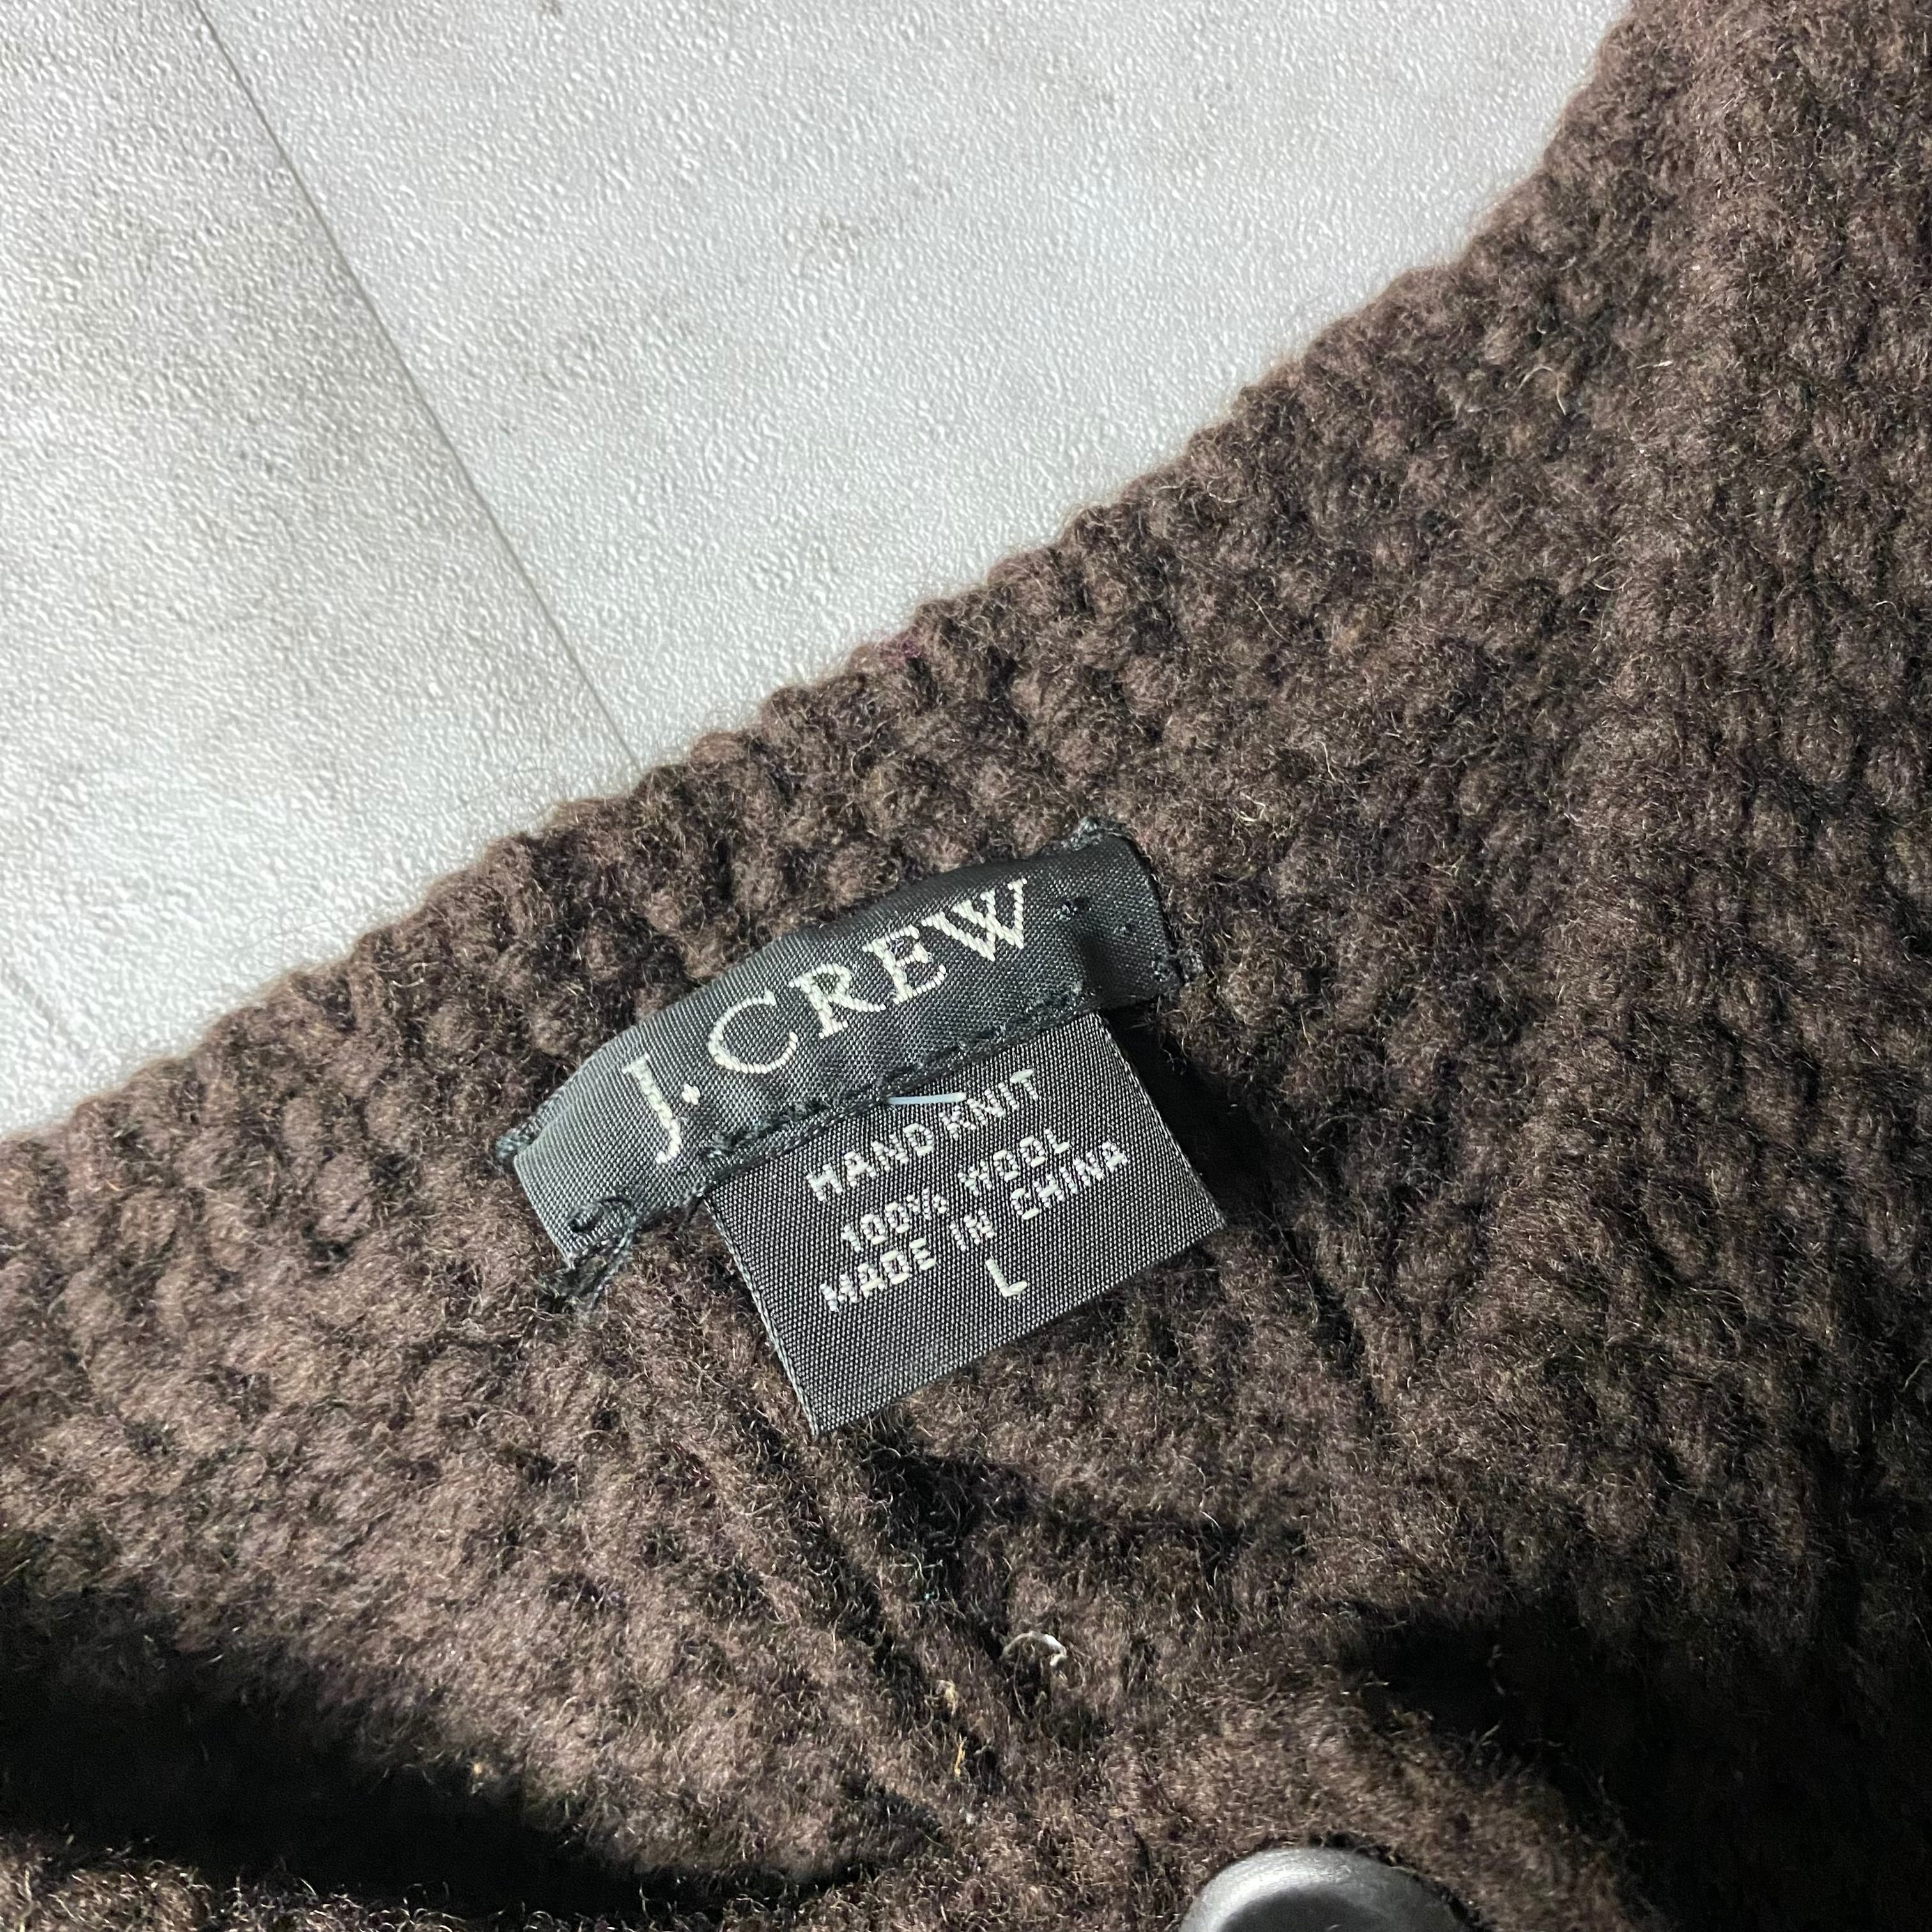 J.CREW
HAND KNIT
100% WOOL
MADE IN CHINA
L